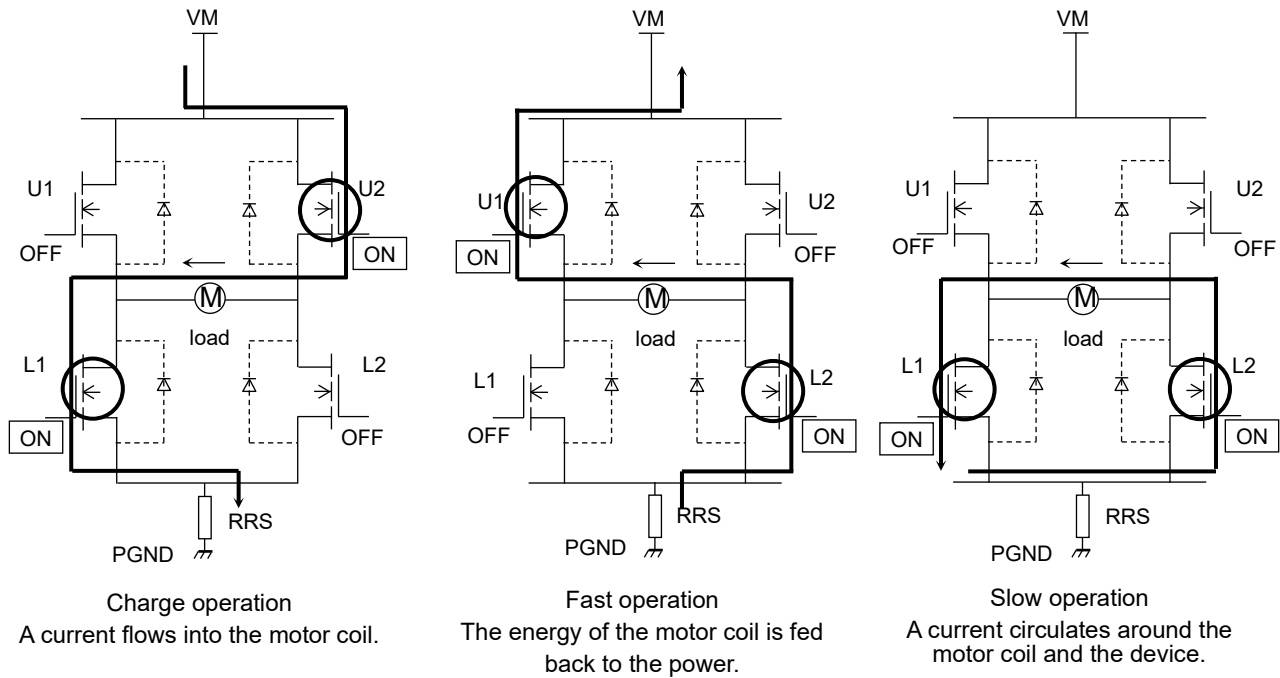 VM
U1
U2
OFF
ON
M
load
L1
L2
ON
OFF
RRS
PGND
Charge operation
A current flows into the motor coil.
VM
U1
U2
ON
OFF
M
load
L1
L2
OFF
ON
RRS
PGND
Fast operation
The energy of the motor coil is fed
back to the power.
VM
U1
U2
OFF
OFF
M
load
L1
L2
ON
ON
RRS
PGND
Slow operation
A current circulates around the
motor coil and the device.